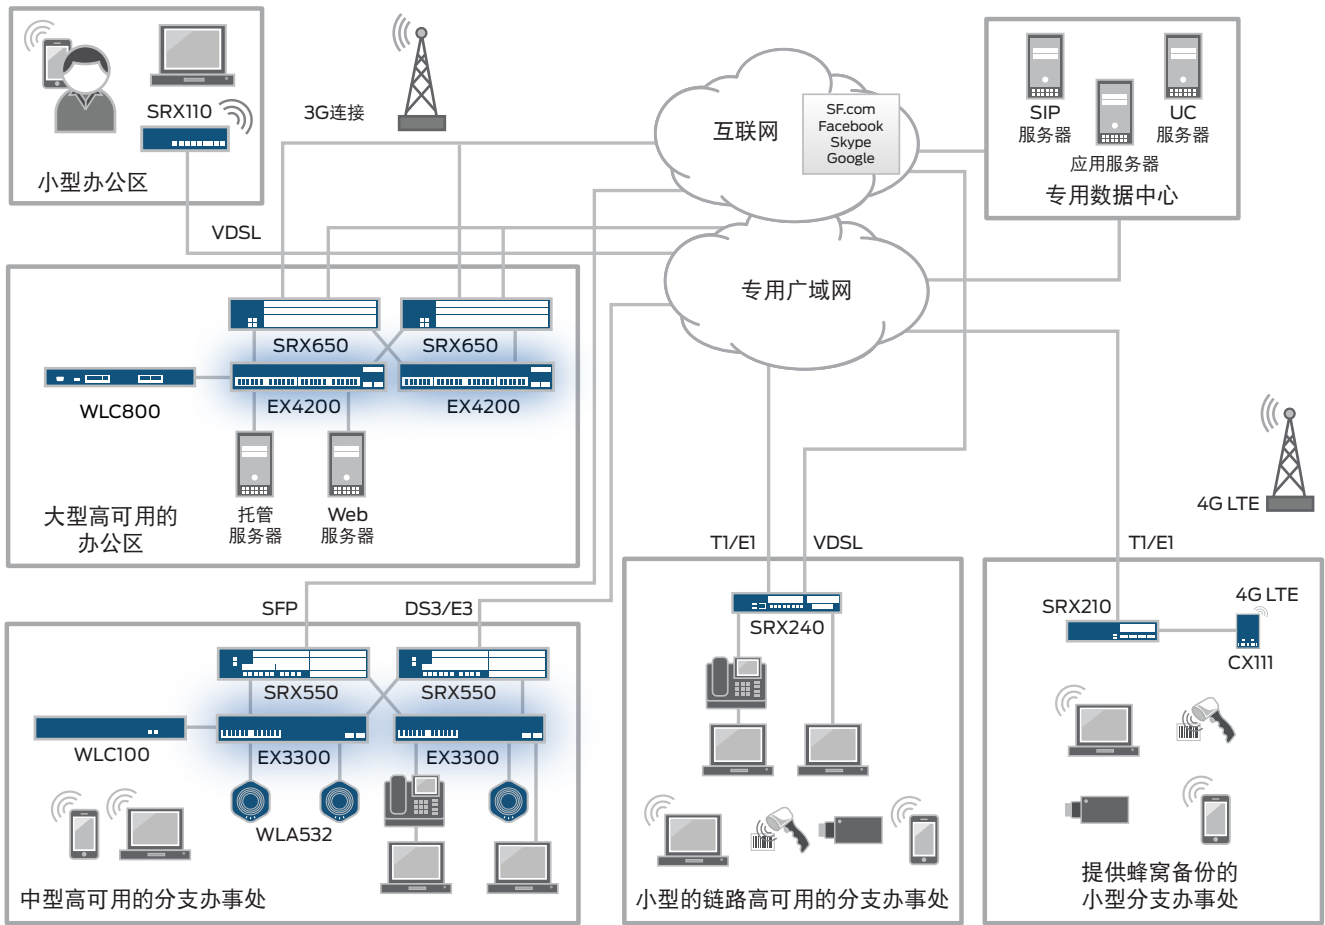 SRX110
小型办公区
3G连接
互联网
SF.com
Facebook
Skype
Google
SIP
服务器
UC
服务器
应用服务器
专用数据中心
VDSL
专用广域网
SRX650
SRX650
WLC800
EX4200
EX4200
托管
服务器
Web
服务器
大型高可用的
办公区
4G LTE
T1/E1
VDSL
T1/E1
SFP
DS3/E3
SRX550
SRX550
WLC100
EX3300
EX3300
WLA532
中型高可用的分支办事处
SRX240
小型的链路高可用的分支办事处
SRX210
4G LTE
CX111
提供蜂窝备份的
小型分支办事处